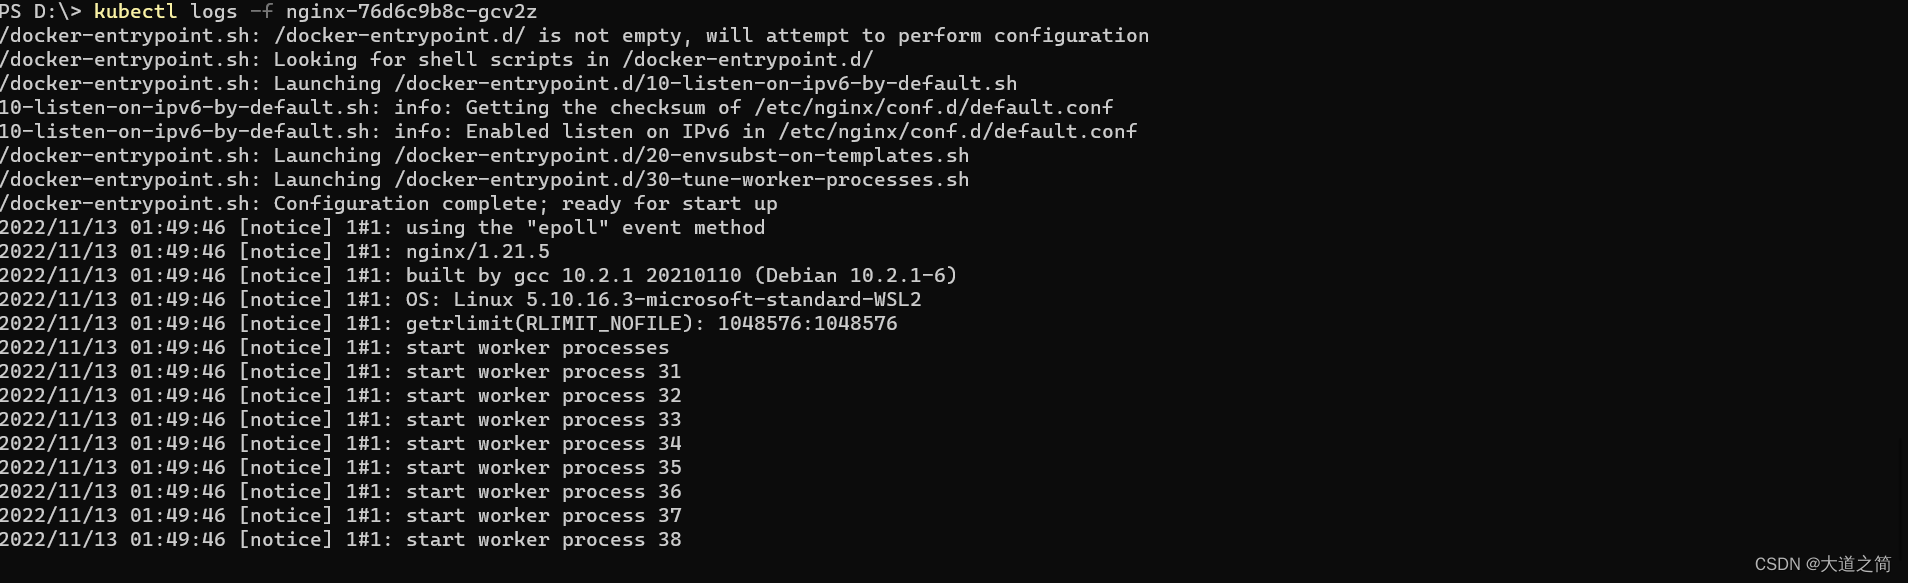 PS D:\> kubectl logs -f nginx-76d6c9b8c-gcv2z
/docker-entrypoint.sh: /docker-entrypoint.d/ is not empty, will attempt to perform configuration
/docker-entrypoint.sh: Looking for shell scripts in /docker-entrypoint.d/
/docker-entrypoint.sh: Launching /docker-entrypoint.d/10-listen-on-ipv6-by-default.sh
10-listen-on-ipv6-by-default.sh: info: Getting the checksum of /etc/nginx/conf.d/default.conf
10-listen-on-ipv6-by-default.sh: info: Enabled listen on IPv6 in /etc/nginx/conf.d/default.conf
/docker-entrypoint.sh: Launching /docker-entrypoint.d/20-envsubst-on-templates.sh
/docker-entrypoint.sh: Launching /docker-entrypoint.d/30-tune-worker-processes.sh
/docker-entrypoint.sh: Configuration complete; ready for start up
2022/11/13 01:49:46 [notice] 1#1: using the "epoll" event method
2022/11/13 01:49:46 [notice] 1#1: nginx/1.21.5
2022/11/13 01:49:46 [notice] 1#1: built by gcc 10.2.1 20210110 (Debian 10.2.1-6)
2022/11/13 01:49:46 [notice] 1#1: OS: Linux 5.10.16.3-microsoft-standard-WSL2
2022/11/13 01:49:46 [notice] 1#1: getrlimit(RLIMIT_NOFILE): 1048576:1048576
2022/11/13 01:49:46 [notice] 1#1: start worker processes
2022/11/13 01:49:46 [notice] 1#1: start worker process 31
2022/11/13 01:49:46 [notice] 1#1: start worker process 32
2022/11/13 01:49:46 [notice] 1#1: start worker process 33
2022/11/13 01:49:46 [notice] 1#1: start worker process 34
2022/11/13 01:49:46 [notice] 1#1: start worker process 35
2022/11/13 01:49:46 [notice] 1#1: start worker process 36
2022/11/13 01:49:46 [notice] 1#1: start worker process 37
2022/11/13 01:49:46 [notice] 1#1: start worker process 38
CSDN @大道之简